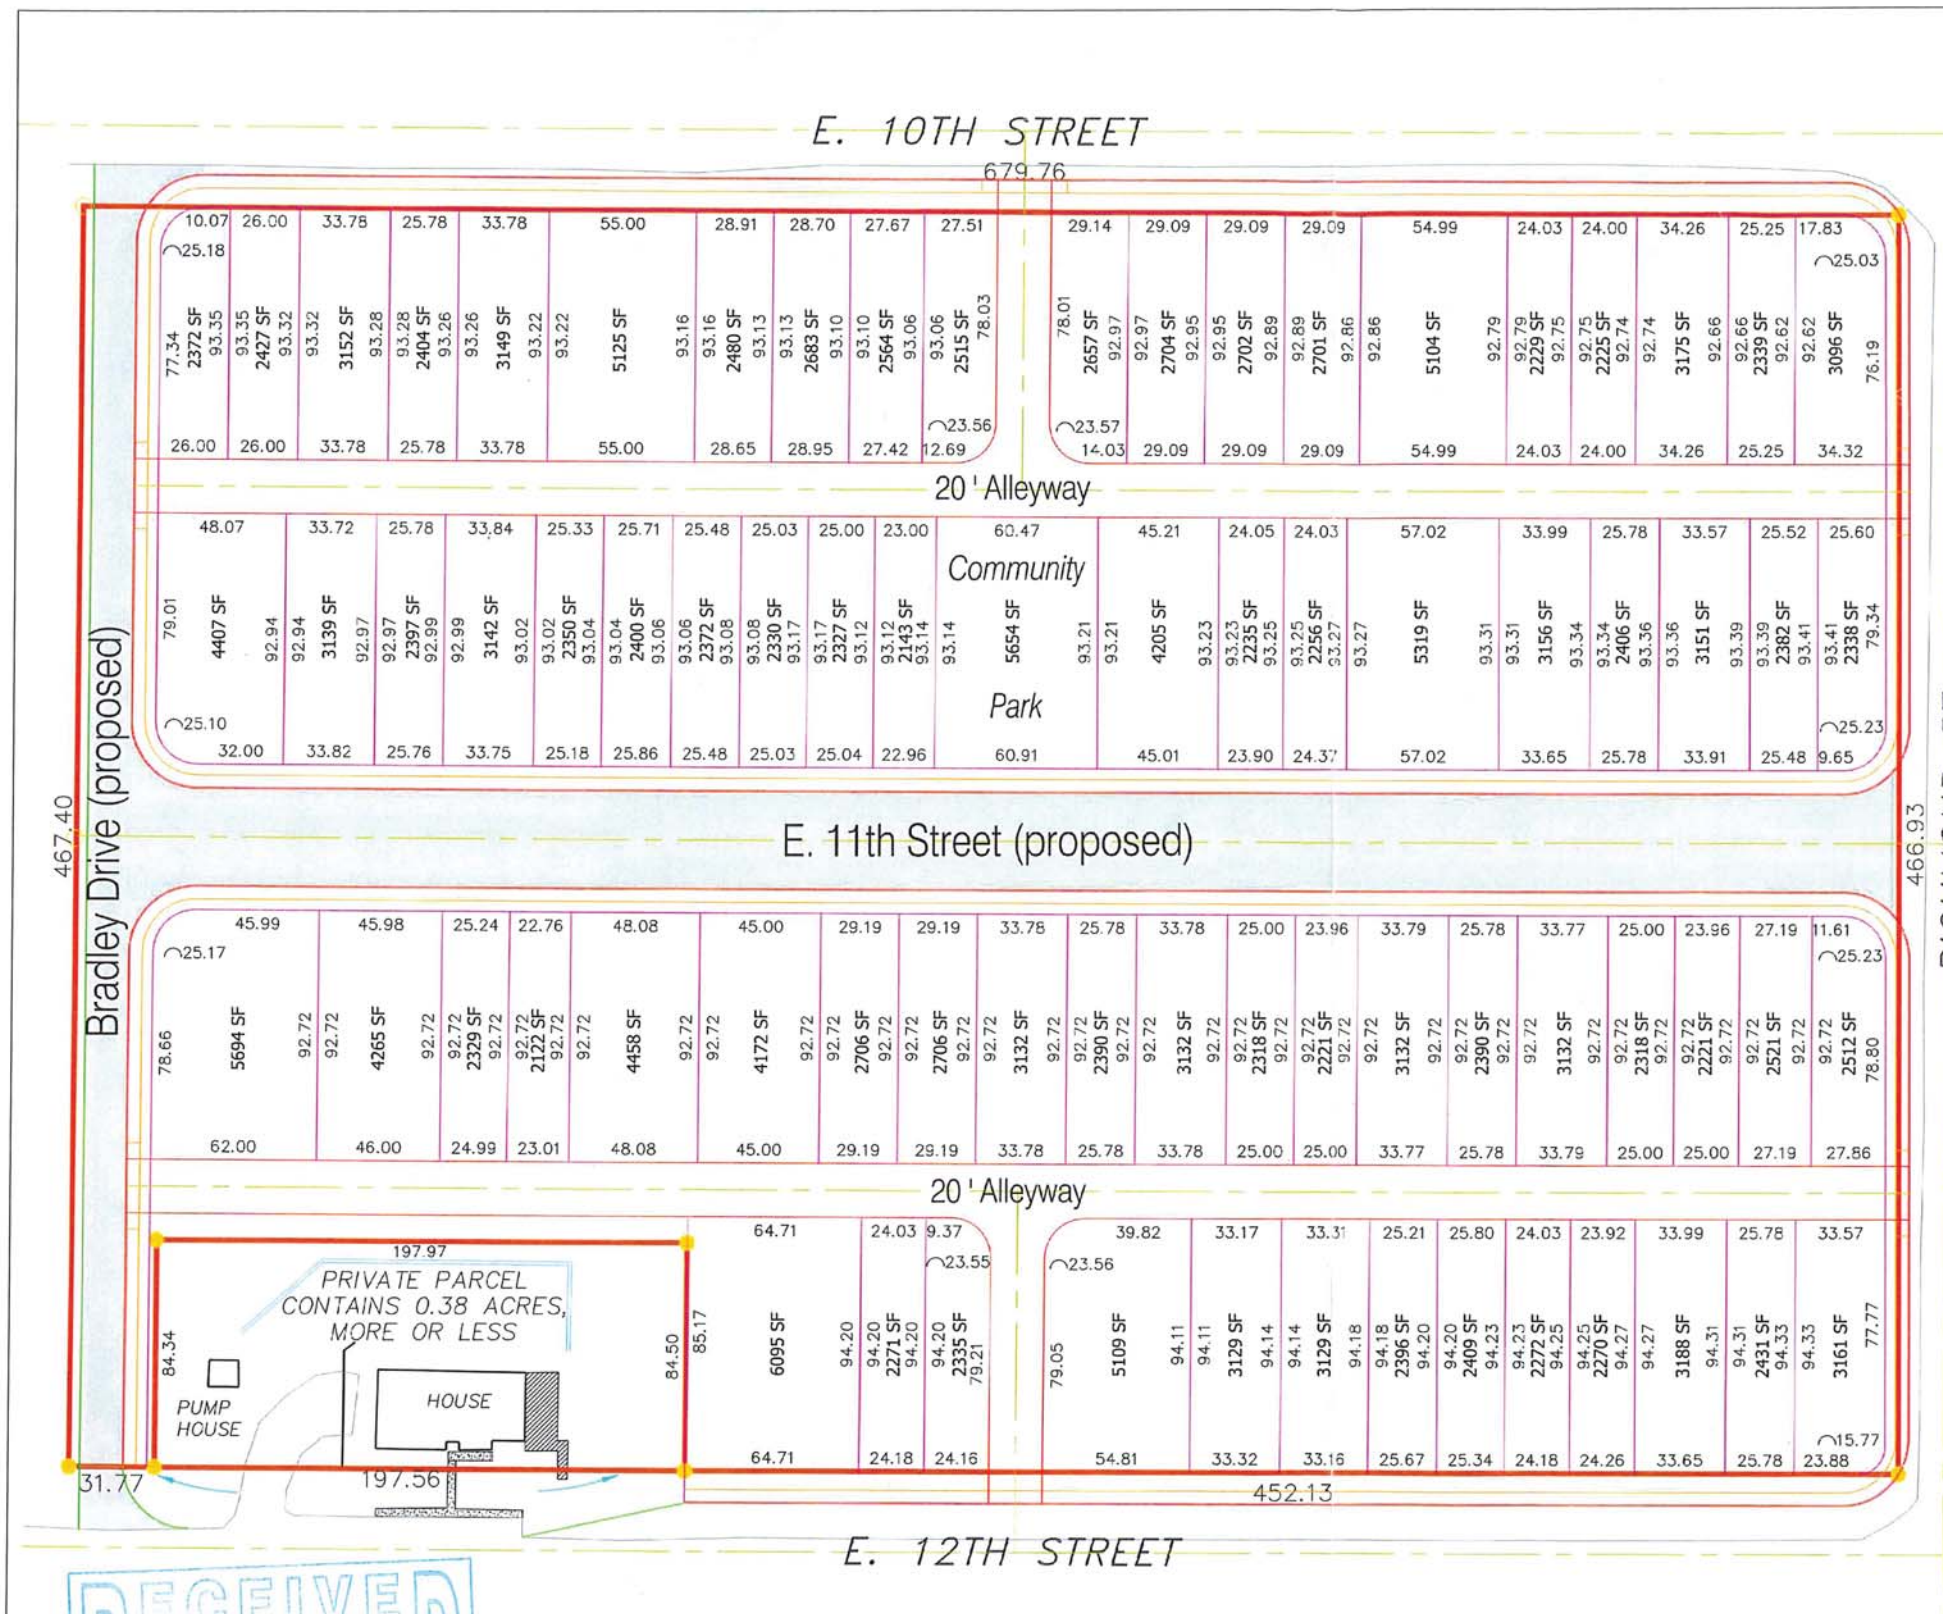 E. 10TH STREET
679.76
10.07 26.00 33.78 25.78 33.78 55.00 28.91 28.70 27.67 27.51 29.14 29.09 29.09 29.09 54.99 24.03 24.00 34.26 25.25 17.83
25.18 25.03
77.34 2372 SF 93.35 93.35 2427 SF 93.32 93.32 3152 SF 93.28 93.28 2404 SF 93.26 93.26 3149 SF 93.22 93.22 5125 SF 93.16 93.16 2480 SF 93.13 93.13 2683 SF 93.10 93.10 2564 SF 93.06 93.06 2515 SF 78.03 78.01 2657 SF 92.97 92.97 2704 SF 92.95 92.95 2702 SF 92.89 92.89 2701 SF 92.86 92.86 5104 SF 92.79 92.79 2229 SF 92.75 92.75 2225 SF 92.74 92.74 3175 SF 92.66 92.66 2339 SF 92.62 92.62 3096 SF 76.19
23.56 23.57
26.00 26.00 33.78 25.78 33.78 55.00 28.65 28.95 27.42 12.69 14.03 29.09 29.09 29.09 54.99 24.03 24.00 34.26 25.25 34.32
20 ' Alleyway
48.07 33.72 25.78 33.84 25.33 25.71 25.48 25.03 25.00 23.00 60.47 45.21 24.05 24.03 57.02 33.99 25.78 33.57 25.52 25.60
Community
79.01 4407 SF 92.94 92.94 3139 SF 92.97 92.97 2397 SF 92.99 92.99 3142 SF 93.02 93.02 2350 SF 93.04 93.04 2400 SF 93.06 93.06 2372 SF 93.08 93.08 2330 SF 93.17 93.17 2327 SF 93.12 93.12 2143 SF 93.14 93.14 5654 SF 93.21 93.21 4205 SF 93.23 93.23 2235 SF 93.25 93.25 2256 SF 93.27 93.27 5319 SF 93.31 93.31 3156 SF 93.34 93.34 2406 SF 93.36 93.36 3151 SF 93.39 93.39 2382 SF 93.41 93.41 2338 SF 79.34
Park
25.10 25.23
32.00 33.82 25.76 33.75 25.18 25.86 25.48 25.03 25.04 22.96 60.91 45.01 23.90 24.37 57.02 33.65 25.78 33.91 25.48 9.65
467.40
Bradley Drive (proposed)
E. 11th Street (proposed)
466.93
45.99 45.98 25.24 22.76 48.08 45.00 29.19 29.19 33.78 25.78 33.78 25.00 23.96 33.79 25.78 33.77 25.00 23.96 27.19 11.61
25.17 25.23
78.66 5694 SF 92.72 92.72 4265 SF 92.72 92.72 2329 SF 92.72 92.72 2122 SF 92.72 92.72 4458 SF 92.72 92.72 4172 SF 92.72 92.72 2706 SF 92.72 92.72 2706 SF 92.72 92.72 3132 SF 92.72 92.72 2390 SF 92.72 92.72 3132 SF 92.72 92.72 2318 SF 92.72 92.72 2221 SF 92.72 92.72 3132 SF 92.72 92.72 2390 SF 92.72 92.72 3132 SF 92.72 92.72 2318 SF 92.72 92.72 2221 SF 92.72 92.72 2521 SF 92.72 92.72 2512 SF 78.80
62.00 46.00 24.99 23.01 48.08 45.00 29.19 29.19 33.78 25.78 33.78 25.00 25.00 33.77 25.78 33.79 25.00 25.00 27.19 27.86
20 ' Alleyway
64.71 24.03 9.37 39.82 33.17 33.31 25.21 25.80 24.03 23.92 33.99 25.78 33.57
197.97
23.55 23.56
PRIVATE PARCEL
CONTAINS 0.38 ACRES,
MORE OR LESS
84.34 84.50 85.17 6095 SF 94.20 94.20 2271 SF 94.20 94.20 2335 SF 79.21 79.05 5109 SF 94.11 94.11 3129 SF 94.14 94.14 3129 SF 94.18 94.18 2396 SF 94.20 94.20 2409 SF 94.23 94.23 2272 SF 94.25 94.25 2270 SF 94.27 94.27 3188 SF 94.31 94.31 2431 SF 94.33 94.33 3161 SF 77.77
HOUSE
PUMP
HOUSE
15.77
64.71 24.18 24.16 54.81 33.32 33.16 25.67 25.34 24.18 24.26 33.65 25.78 23.88
31.77 197.56 452.13
E. 12TH STREET
RECEIVED